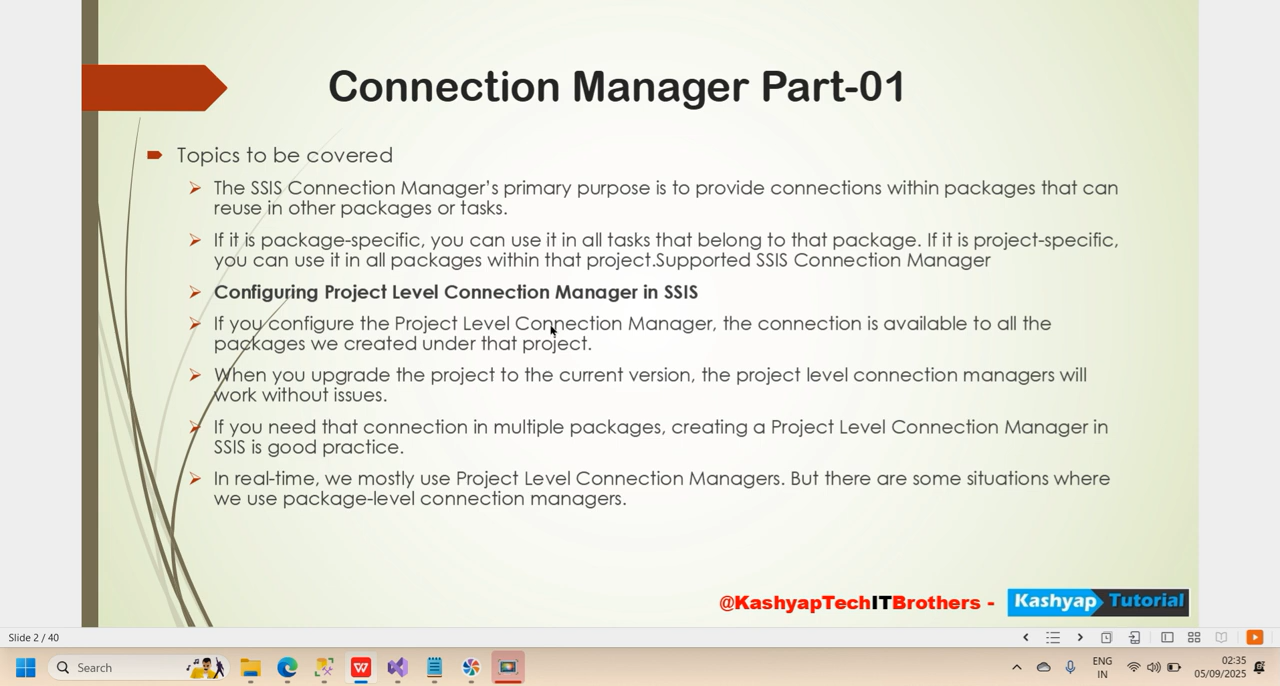 Connection Manager Part-01
Topics to be covered
The SSIS Connection Manager's primary purpose is to provide connections within packages that can
reuse in other packages or tasks.
If it is package-specific, you can use it in all tasks that belong to that package. If it is project-specific,
you can use it in all packages within that project.Supported SSIS Connection Manager
Configuring Project Level Connection Manager in SSIS
If you configure the Project Level Connection Manager, the connection is available to all the
packages we created under that project.
When you upgrade the project to the current version, the project level connection managers will
work without issues.
If you need that connection in multiple packages, creating a Project Level Connection Manager in
SSIS is good practice.
In real-time, we mostly use Project Level Connection Managers. But there are some situations where
we use package-level connection managers.
@KashyapTechITBrothers - Kashyap Tutorial
Slide 2 / 40
Search
ENG
IN
02:35
05/09/2025